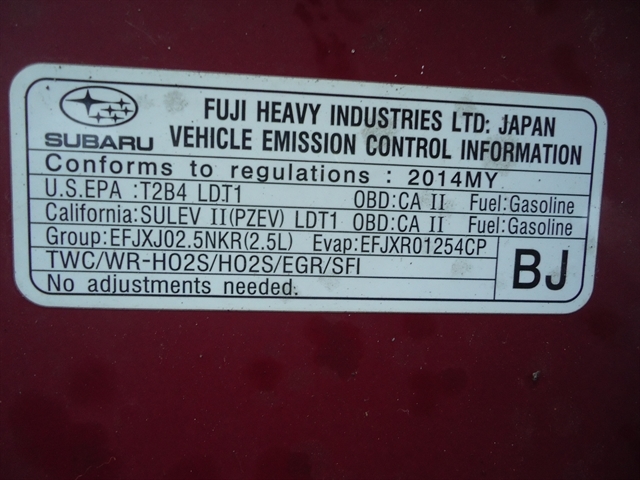 SUBARU
FUJI HEAVY INDUSTRIES LTD: JAPAN
VEHICLE EMISSION CONTROL INFORMATION
Conforms to regulations : 2014MY
U.S.EPA :T2B4 LDT1 OBD:CA II Fuel:Gasoline
California:SULEV II(PZEV) LDT1 OBD:CA II Fuel:Gasoline
Group:EFJXJ02.5NKR(2.5L) Evap:EFJXR01254CP
TWC/WR-HO2S/HO2S/EGR/SFI
No adjustments needed.
BJ